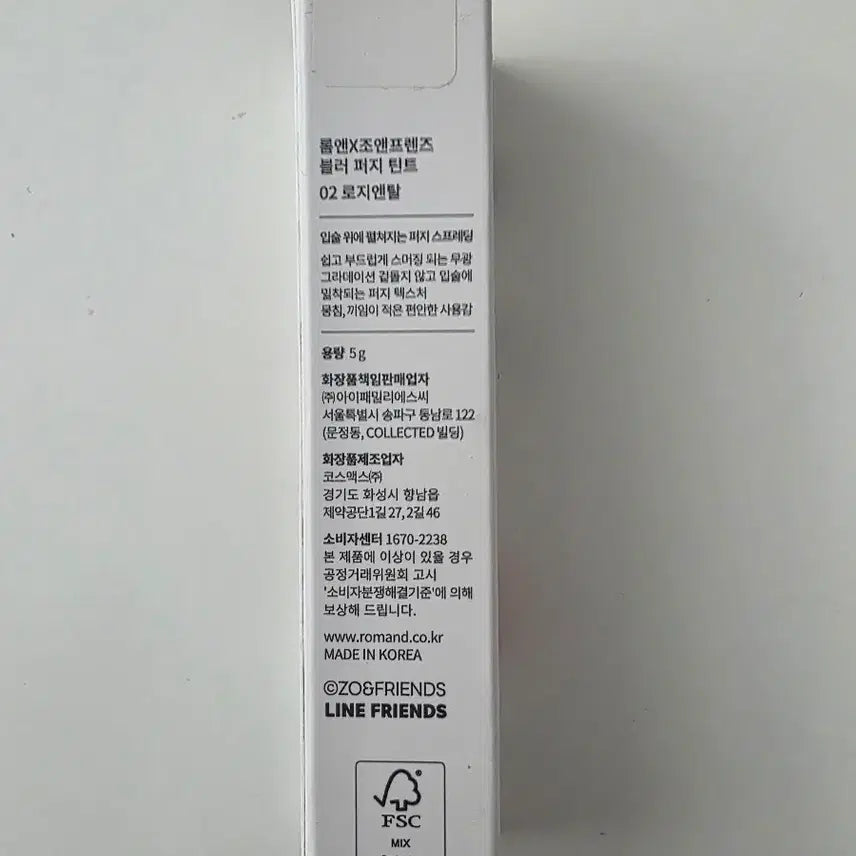 롬앤X조앤프렌즈
블러 퍼지 틴트
02 로지엔탈
입술 위에 펼쳐지는 퍼지 스프레딩
쉽고 부드럽게 스머징 되는 무광
그라데이션 겉돌지 않고 입술에
밀착되는 퍼지 텍스처
뭉침, 끼임이 적은 편안한 사용감
용량 5 g
화장품책임판매업자
㈜아이패밀리에스씨
서울특별시 송파구 동남로 122
(문정동, COLLECTED 빌딩)
화장품제조업자
코스맥스㈜
경기도 화성시 향남읍
제약공단1길 27, 2길 46
소비자센터 1670-2238
본 제품에 이상이 있을 경우
공정거래위원회 고시
'소비자분쟁해결기준'에 의해
보상해 드립니다.
www.romand.co.kr
MADE IN KOREA
©ZO&FRIENDS
LINE FRIENDS
FSC
MIX